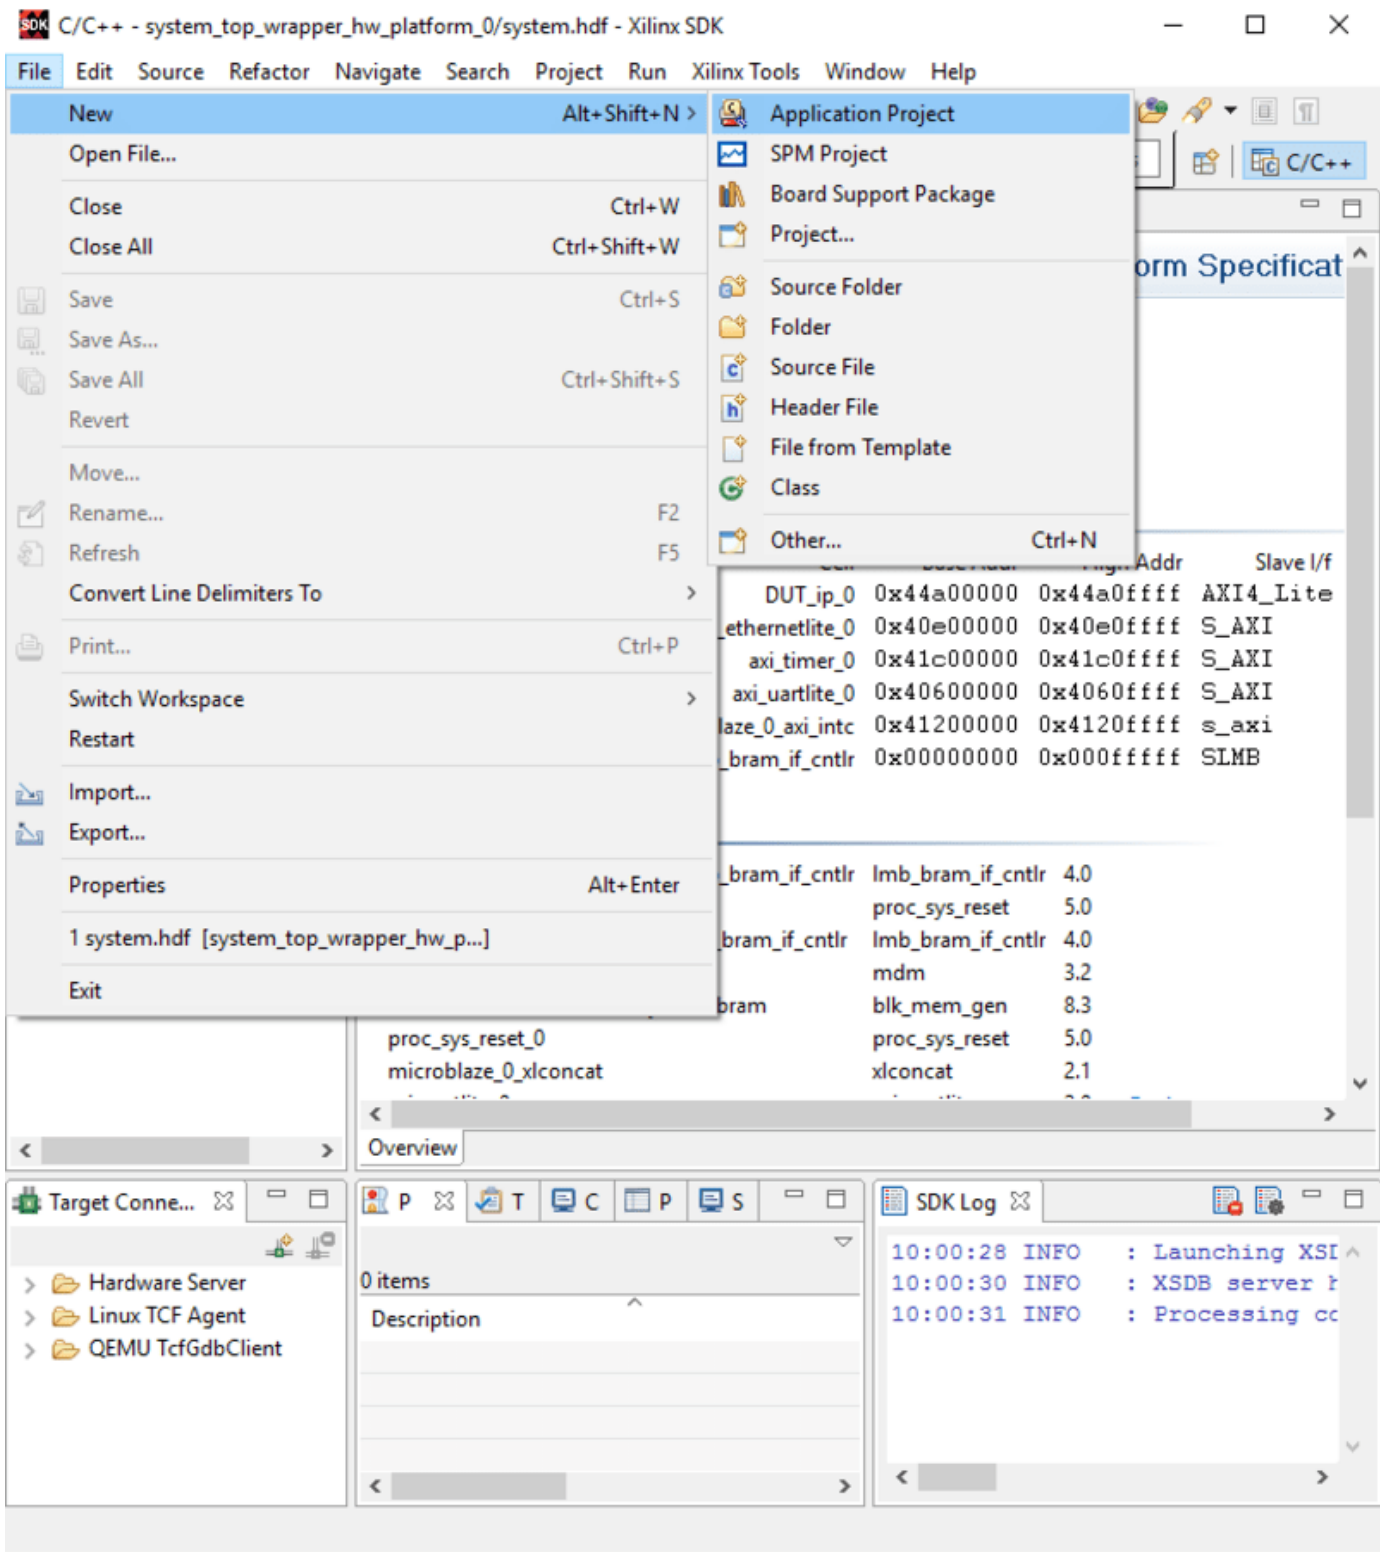 SDK C/C++ - system_top_wrapper_hw_platform_0/system.hdf - Xilinx SDK
File Edit Source Refactor Navigate Search Project Run Xilinx Tools Window Help
New Alt+Shift+N >
Open File...
Close Ctrl+W
Close All Ctrl+Shift+W
Save Ctrl+S
Save As...
Save All Ctrl+Shift+S
Revert
Move...
Rename... F2
Refresh F5
Convert Line Delimiters To >
Print... Ctrl+P
Switch Workspace >
Restart
Import...
Export...
Properties Alt+Enter
1 system.hdf [system_top_wrapper_hw_p...]
Exit
Application Project
SPM Project
Board Support Package
Project...
Source Folder
Folder
Source File
Header File
File from Template
Class
Other... Ctrl+N
C/C++
orm Specificat
Addr Slave I/f
DUT_ip_0 0x44a00000 0x44a0ffff AXI4_Lite
_ethernetlite_0 0x40e00000 0x40e0ffff S_AXI
axi_timer_0 0x41c00000 0x41c0ffff S_AXI
axi_uartlite_0 0x40600000 0x4060ffff S_AXI
laze_0_axi_intc 0x41200000 0x4120ffff s_axi
_bram_if_cntlr 0x00000000 0x000fffff SLMB
_bram_if_cntlr lmb_bram_if_cntlr 4.0
proc_sys_reset 5.0
bram_if_cntlr lmb_bram_if_cntlr 4.0
mdm 3.2
bram blk_mem_gen 8.3
proc_sys_reset_0 proc_sys_reset 5.0
microblaze_0_xlconcat xlconcat 2.1
Overview
Target Conne...
Hardware Server
Linux TCF Agent
QEMU TcfGdbClient
P T C P S
0 items
Description
SDK Log
10:00:28 INFO : Launching XSD
10:00:30 INFO : XSDB server h
10:00:31 INFO : Processing co